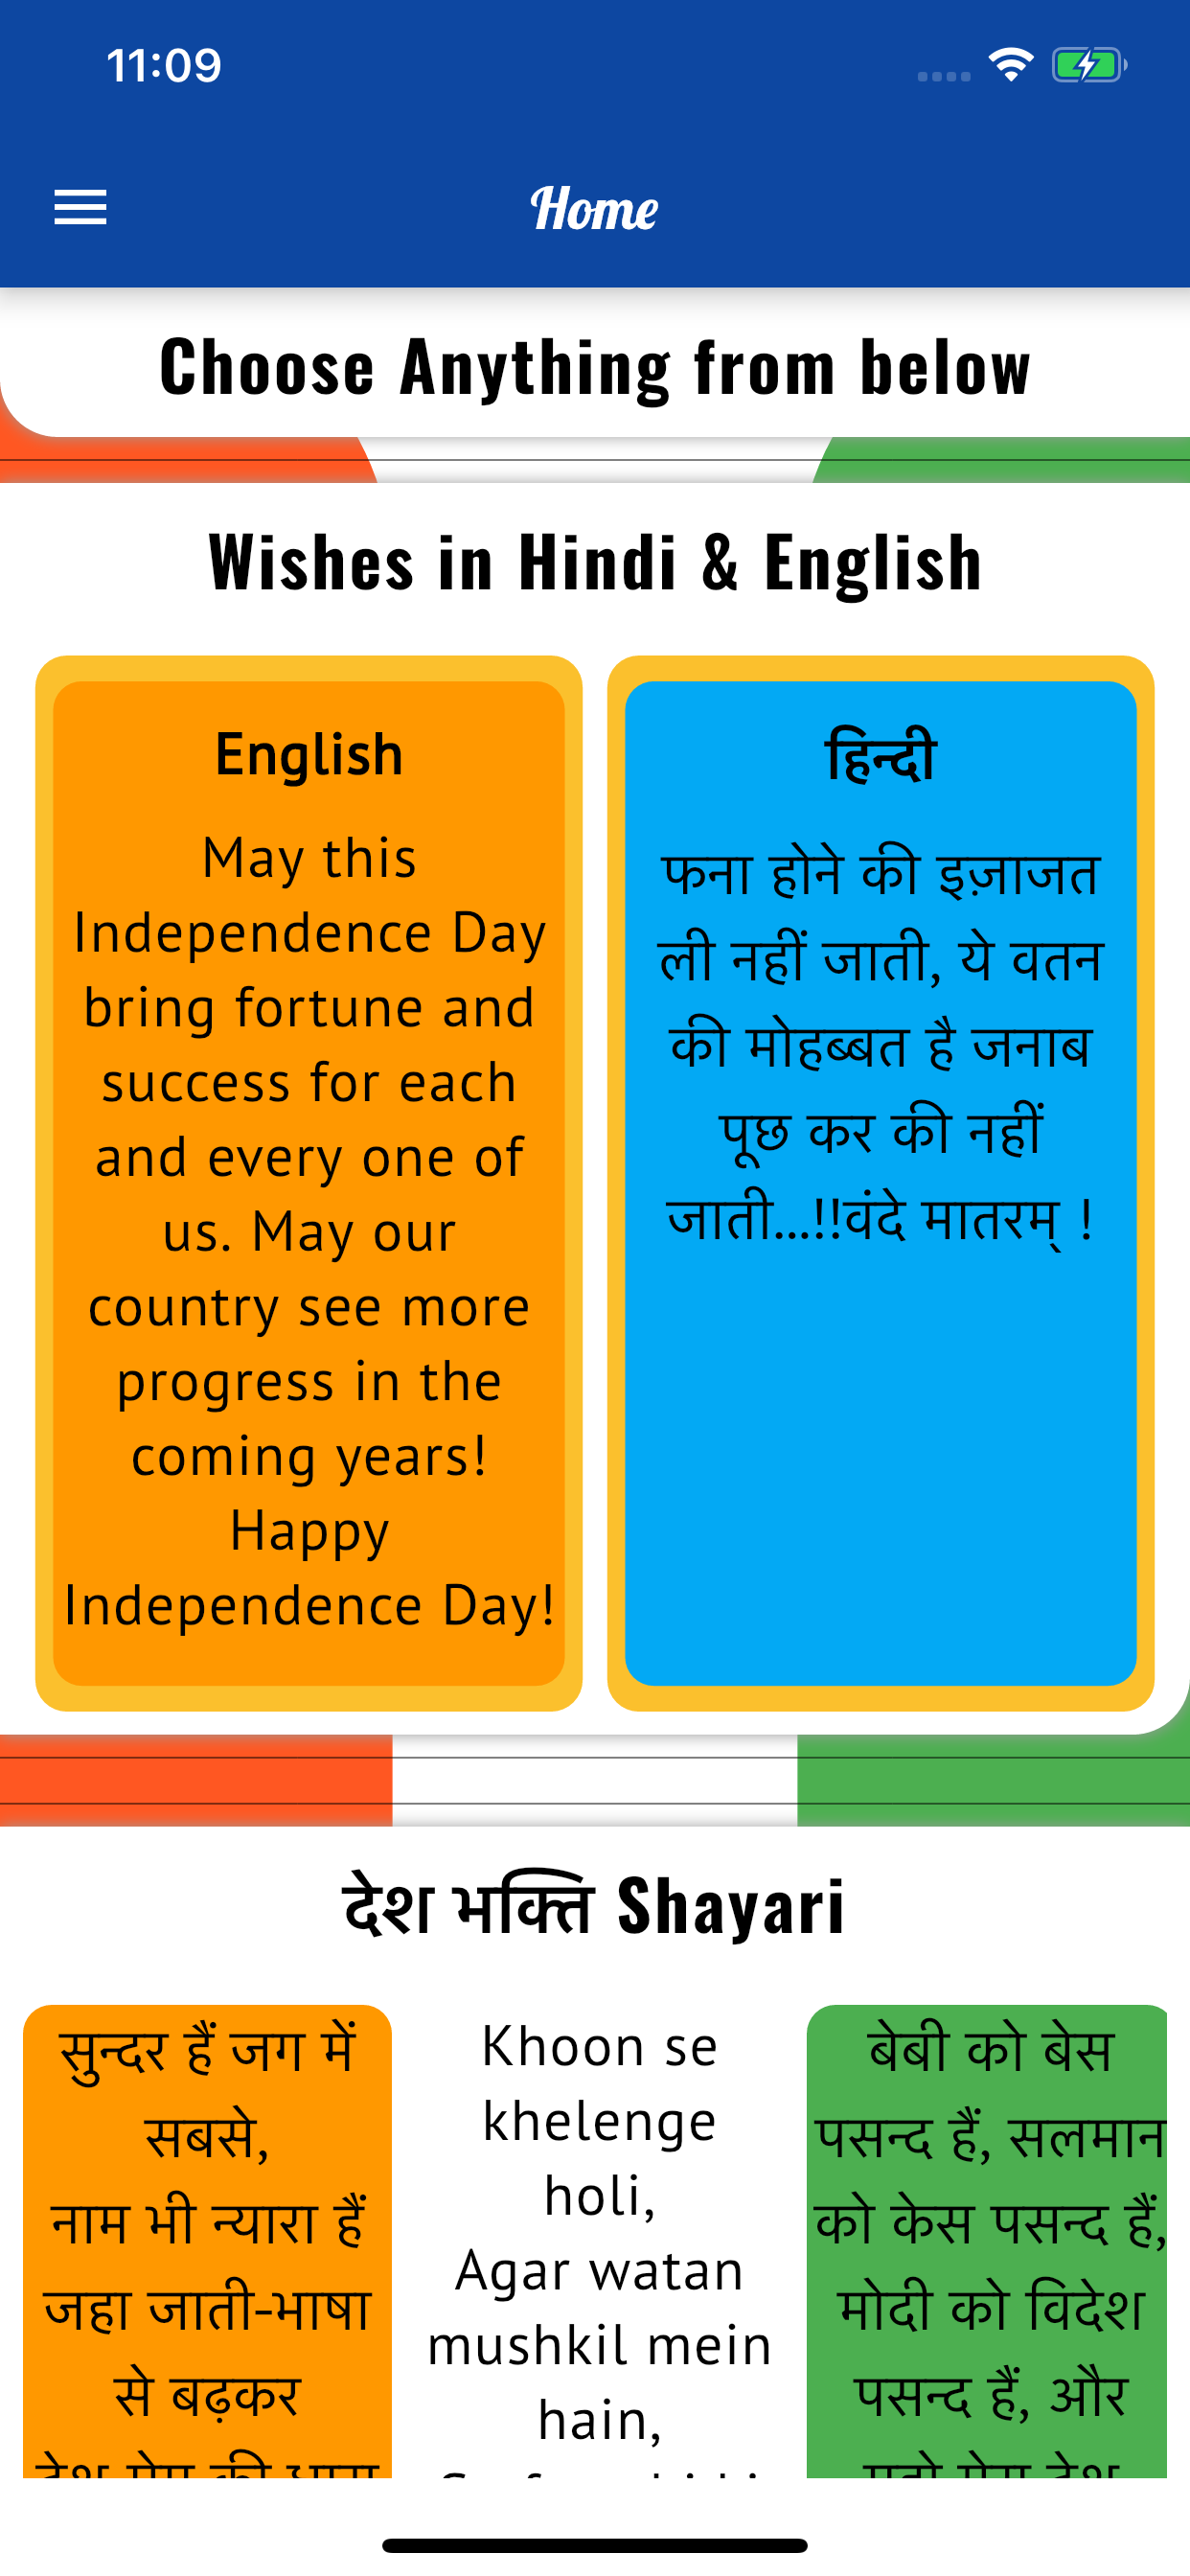 11:09
Home
Choose Anything from below
Wishes in Hindi & English
English
May this
Independence Day
bring fortune and
success for each
and every one of
us. May our
country see more
progress in the
coming years!
Happy
Independence Day!
हिन्दी
फना होने की इज़ाजत
ली नहीं जाती, ये वतन
की मोहब्बत है जनाब
पूछ कर की नहीं
जाती...!!वंदे मातरम् !
देश भक्ति Shayari
सुन्दर हैं जग में
सबसे,
नाम भी न्यारा हैं
जहा जाती-भाषा
से बढ़कर
Khoon se
khelenge
holi,
Agar watan
mushkil mein
hain,
बेबी को बेस
पसन्द हैं, सलमान
को केस पसन्द हैं,
मोदी को विदेश
पसन्द हैं, और